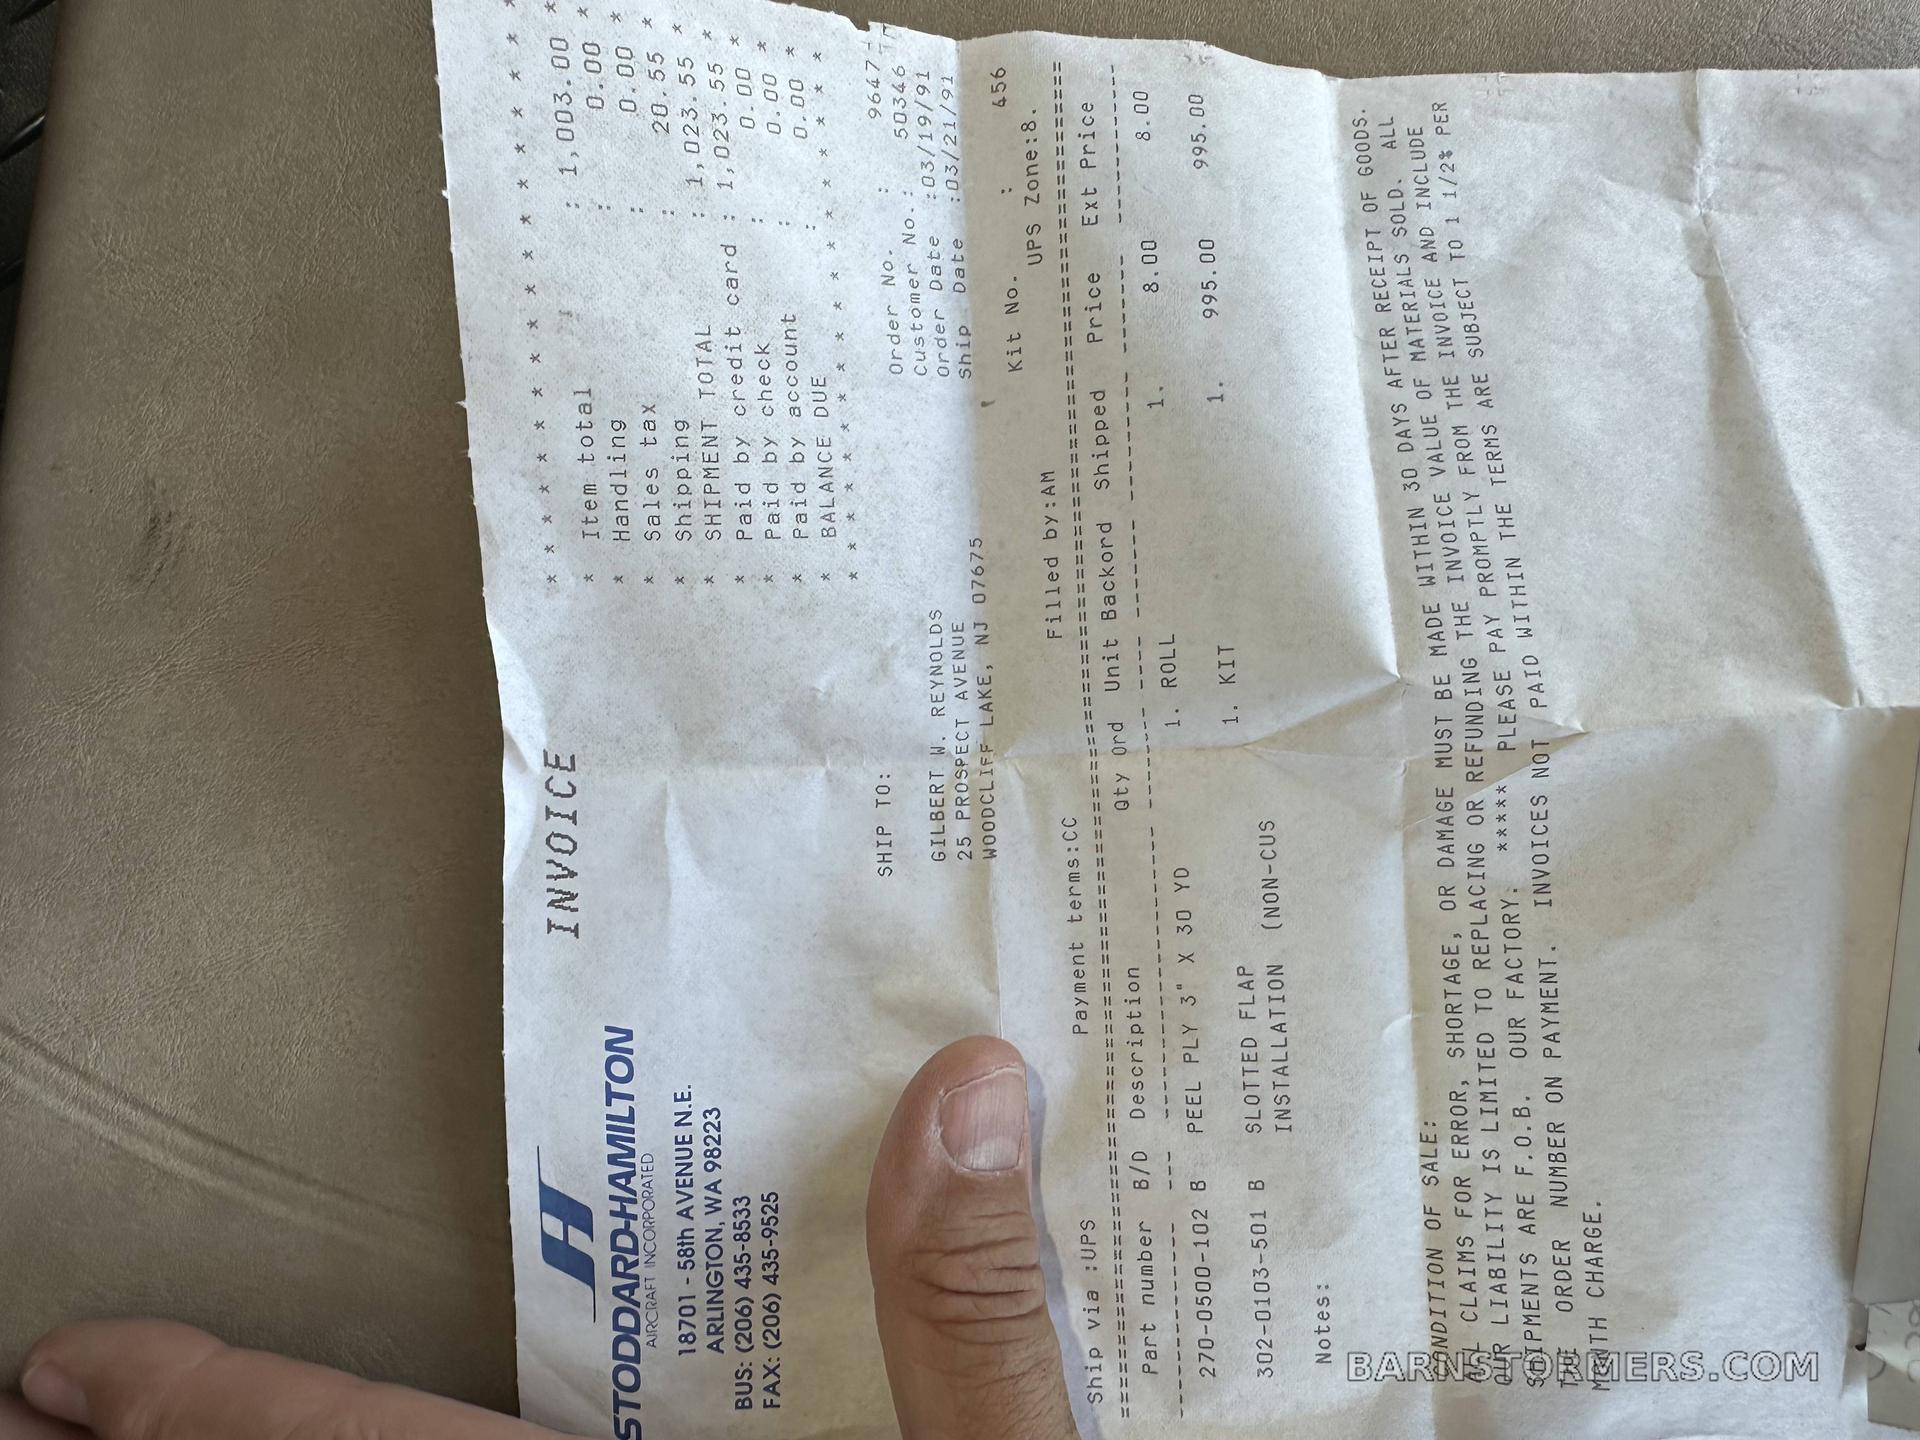 INVOICE
STODDARD-HAMILTON
AIRCRAFT INCORPORATED
18701 - 58th AVENUE N.E.
ARLINGTON, WA 98223
BUS: (206) 435-8533
FAX: (206) 435-9525
* * * * * * * * * * * * * * * *
* Item total : 1,003.00 *
* Handling : 0.00 *
* Sales tax : 0.00 *
* Shipping : 20.55 *
* SHIPMENT TOTAL : 1,023.55 *
* Paid by credit card : 1,023.55 *
* Paid by check : 0.00 *
* Paid by account : 0.00 *
* BALANCE DUE : 0.00 *
* * * * * * * * * * * * * * * *
SHIP TO:
GILBERT W. REYNOLDS
25 PROSPECT AVENUE
WOODCLIFF LAKE, NJ 07675
Order No. : 9647
Customer No.: 50346
Order Date :03/19/91
Ship Date :03/21/91
Kit No. : 456
Ship via :UPS Payment terms:CC Filled by:AM UPS Zone:8.
Part number B/D Description Qty Ord Unit Backord Shipped Price Ext Price
270-0500-102 B PEEL PLY 3" X 30 YD 1. ROLL 1. 8.00 8.00
302-0103-501 B SLOTTED FLAP 1. KIT 1. 995.00 995.00
INSTALLATION (NON-CUS
Notes:
CONDITION OF SALE:
ALL CLAIMS FOR ERROR, SHORTAGE, OR DAMAGE MUST BE MADE WITHIN 30 DAYS AFTER RECEIPT OF GOODS.
OUR LIABILITY IS LIMITED TO REPLACING OR REFUNDING THE INVOICE VALUE OF MATERIALS SOLD. ALL
SHIPMENTS ARE F.O.B. OUR FACTORY. ***** PLEASE PAY PROMPTLY FROM THE INVOICE AND INCLUDE
THE ORDER NUMBER ON PAYMENT. INVOICES NOT PAID WITHIN THE TERMS ARE SUBJECT TO 1 1/2% PER
MONTH CHARGE.
BARNSTORMERS.COM